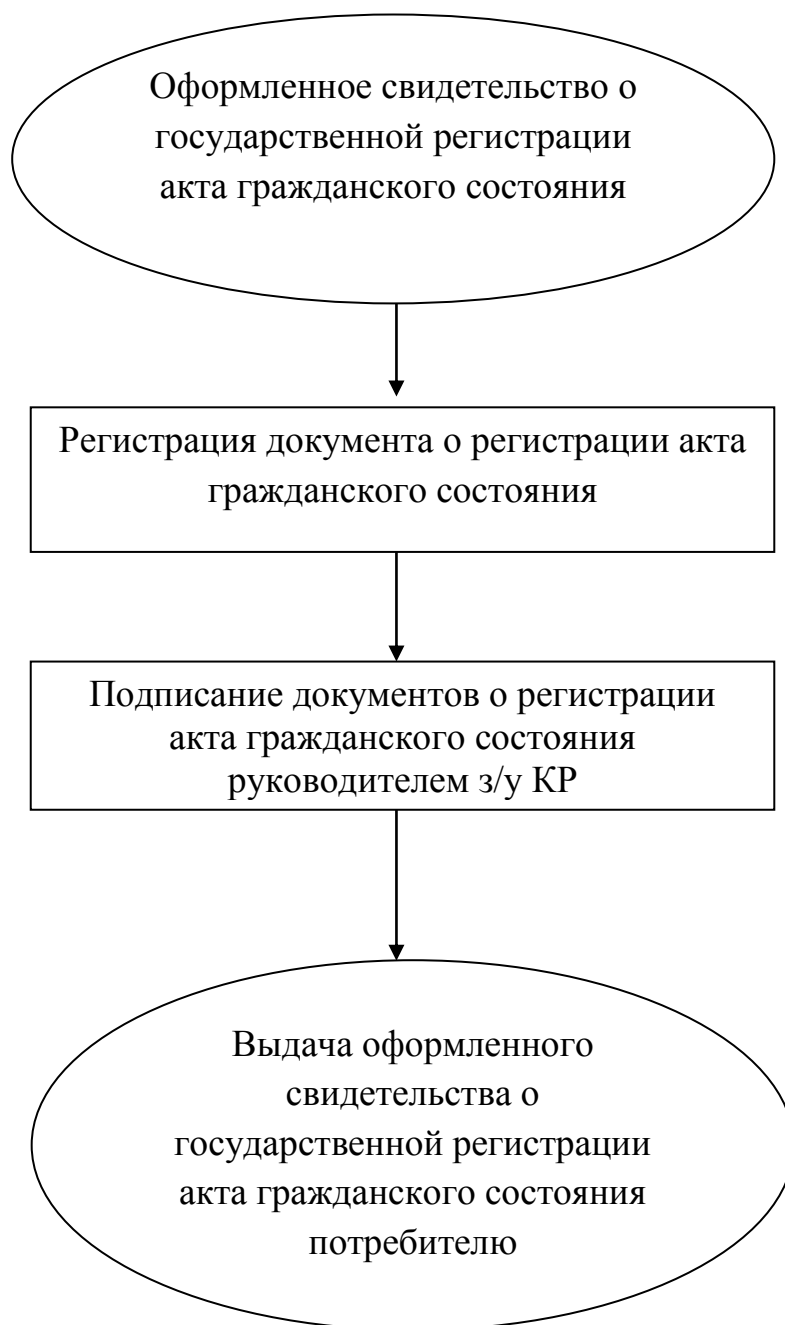 Оформленное свидетельство о
государственной регистрации
акта гражданского состояния
Регистрация документа о регистрации акта
гражданского состояния
Подписание документов о регистрации
акта гражданского состояния
руководителем з/у КР
Выдача оформленного
свидетельства о
государственной регистрации
акта гражданского состояния
потребителю